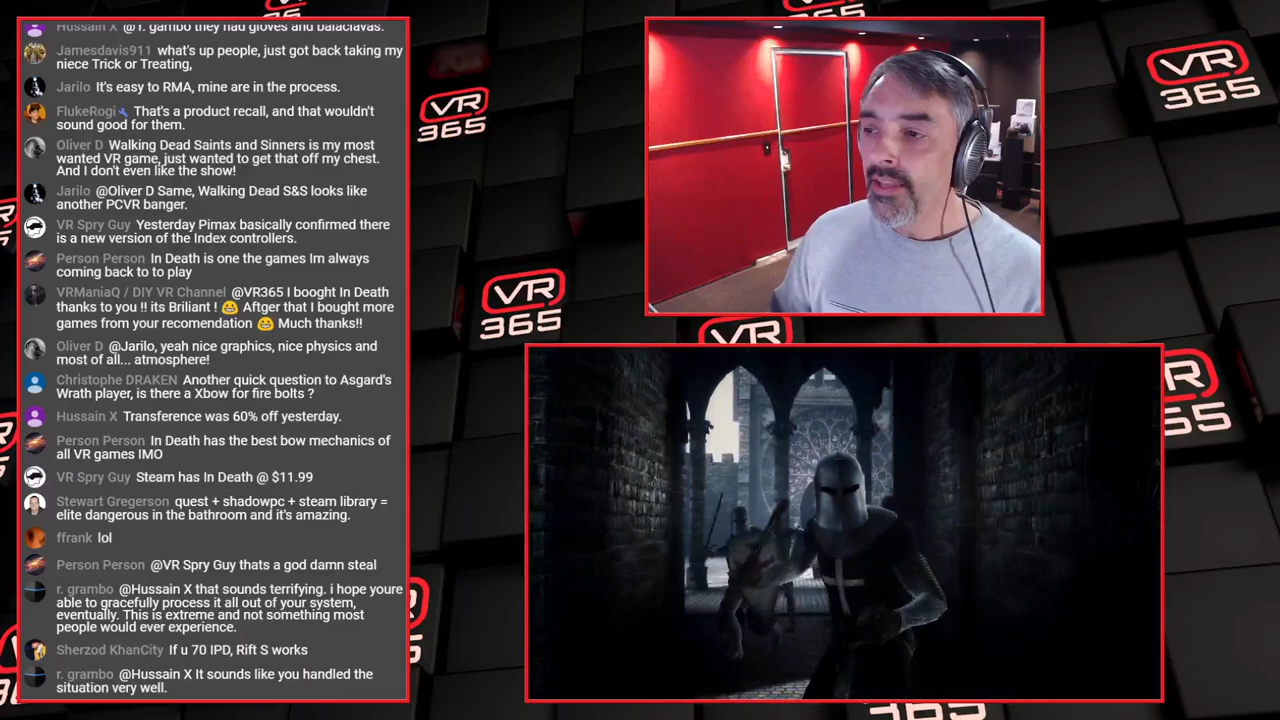 Hussain X @r. gambo they had gloves and balaclavas.
Jamesdavis911 what's up people, just got back taking my
niece Trick or Treating,
Jarilo It's easy to RMA, mine are in the process.
FlukeRogi That's a product recall, and that wouldn't
sound good for them.
Oliver D Walking Dead Saints and Sinners is my most
wanted VR game, just wanted to get that off my chest.
And I don't even like the show!
Jarilo @Oliver D Same, Walking Dead S&S looks like
another PCVR banger.
VR Spry Guy Yesterday Pimax basically confirmed there
is a new version of the Index controllers.
Person Person In Death is one the games Im always
coming back to to play
VRManiaQ / DIY VR Channel @VR365 I bought In Death
thanks to you !! its Briliant ! 😄 Aftger that I bought more
games from your recomendation 😄 Much thanks!!
Oliver D @Jarilo, yeah nice graphics, nice physics and
most of all... atmosphere!
Christophe DRAKEN Another quick question to Asgard's
Wrath player, is there a Xbow for fire bolts ?
Hussain X Transference was 60% off yesterday.
Person Person In Death has the best bow mechanics of
all VR games IMO
VR Spry Guy Steam has In Death @ $11.99
Stewart Gregerson quest + shadowpc + steam library =
elite dangerous in the bathroom and it's amazing.
ffrank lol
Person Person @VR Spry Guy thats a god damn steal
r. grambo @Hussain X that sounds terrifying. i hope youre
able to gracefully process it all out of your system,
eventually. This is extreme and not something most
people would ever experience.
Sherzod KhanCity If u 70 IPD, Rift S works
r. grambo @Hussain X It sounds like you handled the
situation very well.
VR
365
VR
365
VR
365
VR
365
365